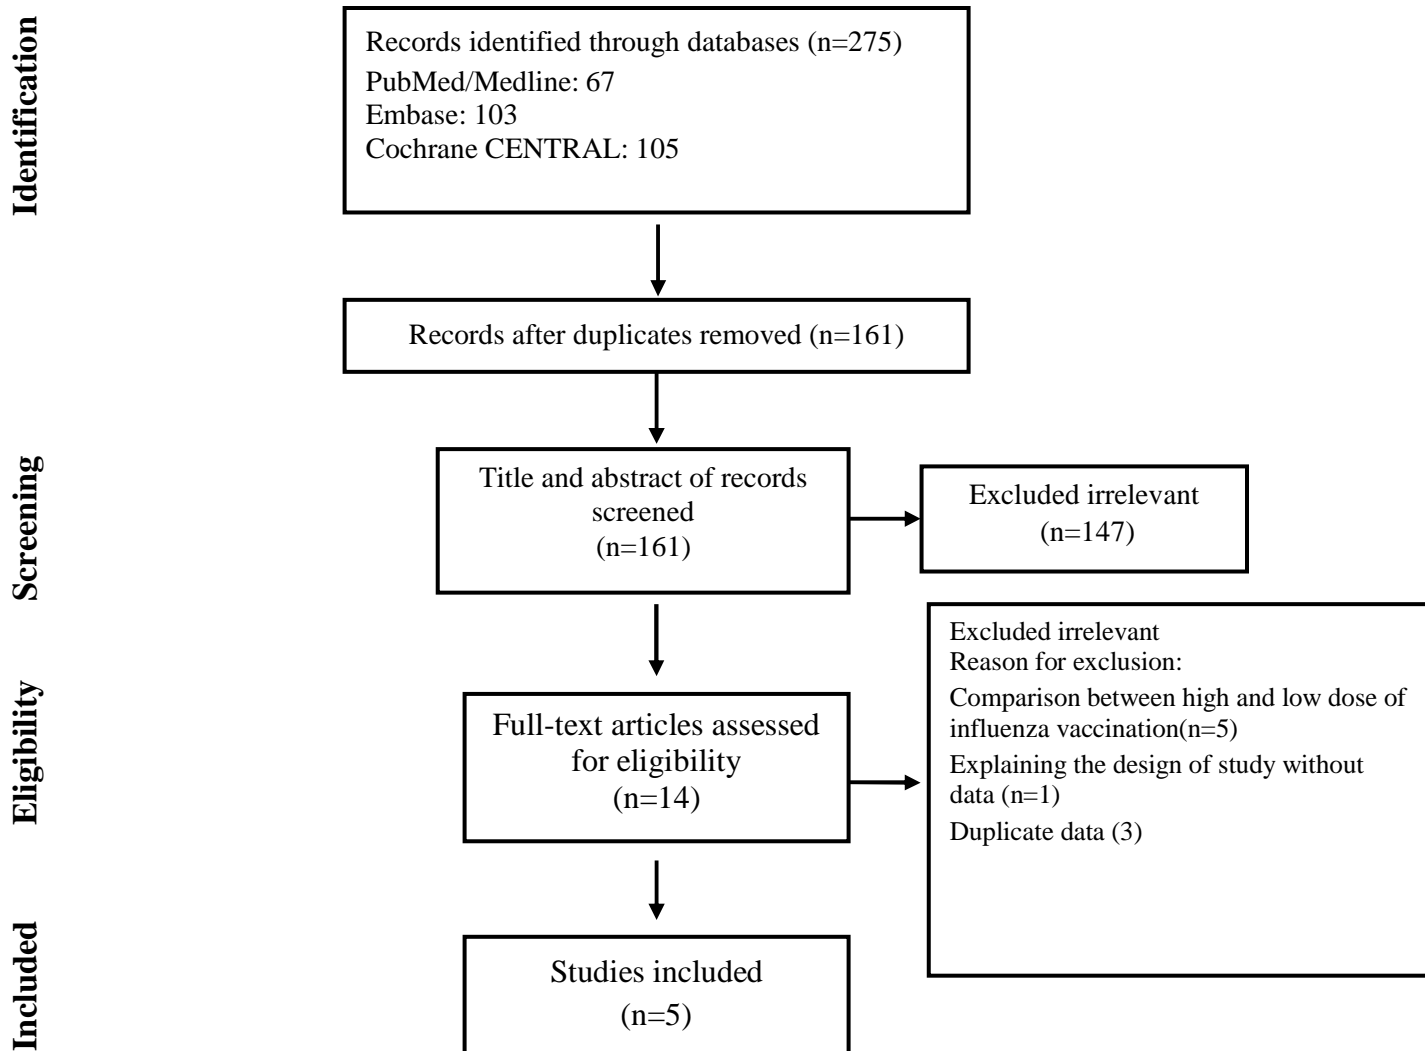 Identification
Records identified through databases (n=275)
PubMed/Medline: 67
Embase: 103
Cochrane CENTRAL: 105
Records after duplicates removed (n=161)
Screening
Title and abstract of records
screened
(n=161)
Excluded irrelevant
(n=147)
Eligibility
Full-text articles assessed
for eligibility
(n=14)
Excluded irrelevant
Reason for exclusion:
Comparison between high and low dose of
influenza vaccination(n=5)
Explaining the design of study without
data (n=1)
Duplicate data (3)
Included
Studies included
(n=5)